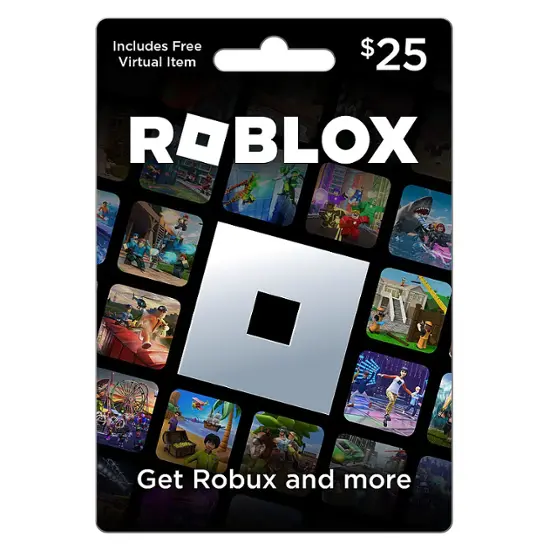 Includes Free
Virtual Item
$25
ROBLOX
Get Robux and more